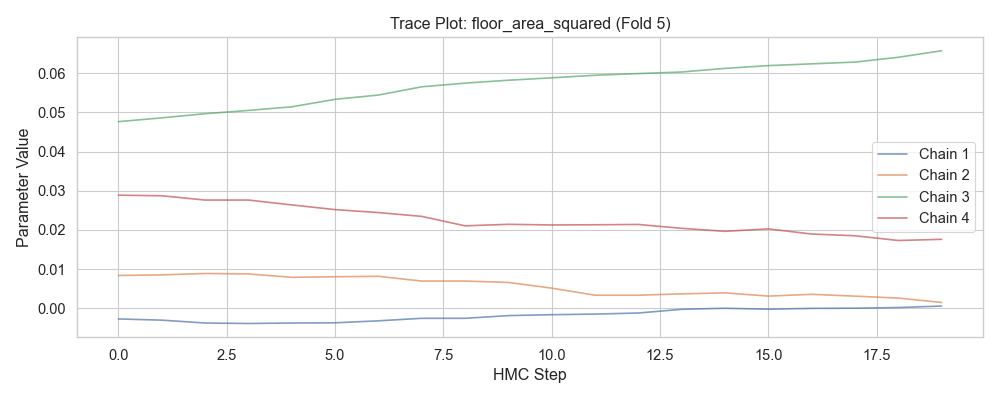 Trace Plot: floor_area_squared (Fold 5)
Parameter Value
0.06
0.05
0.04
0.03
0.02
0.01
0.00
Chain 1
Chain 2
Chain 3
Chain 4
0.0 2.5 5.0 7.5 10.0 12.5 15.0 17.5
HMC Step